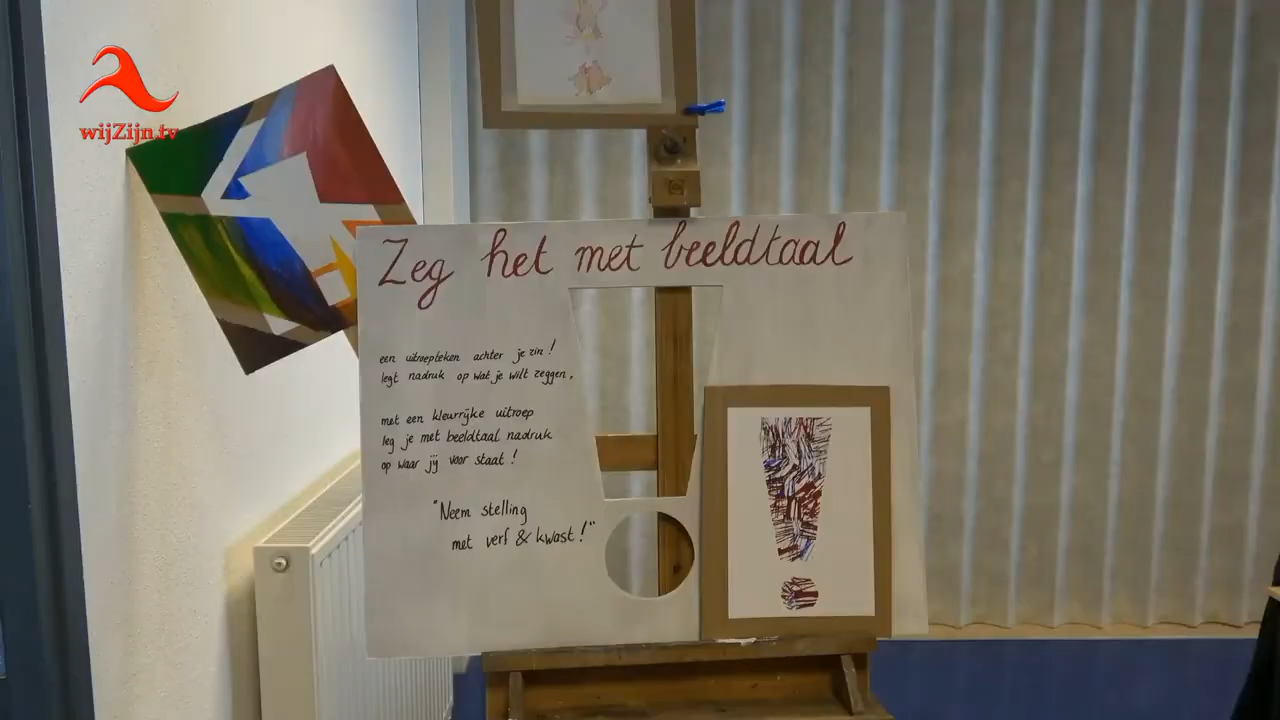 wijZijn.tv
Zeg het met beeldtaal
een uitroepteken achter je zin!
legt nadruk op wat je wilt zeggen,
met een kleurrijke uitroep
leg je met beeldtaal nadruk
op waar jij voor staat!
"Neem stelling
met verf & kwast!"